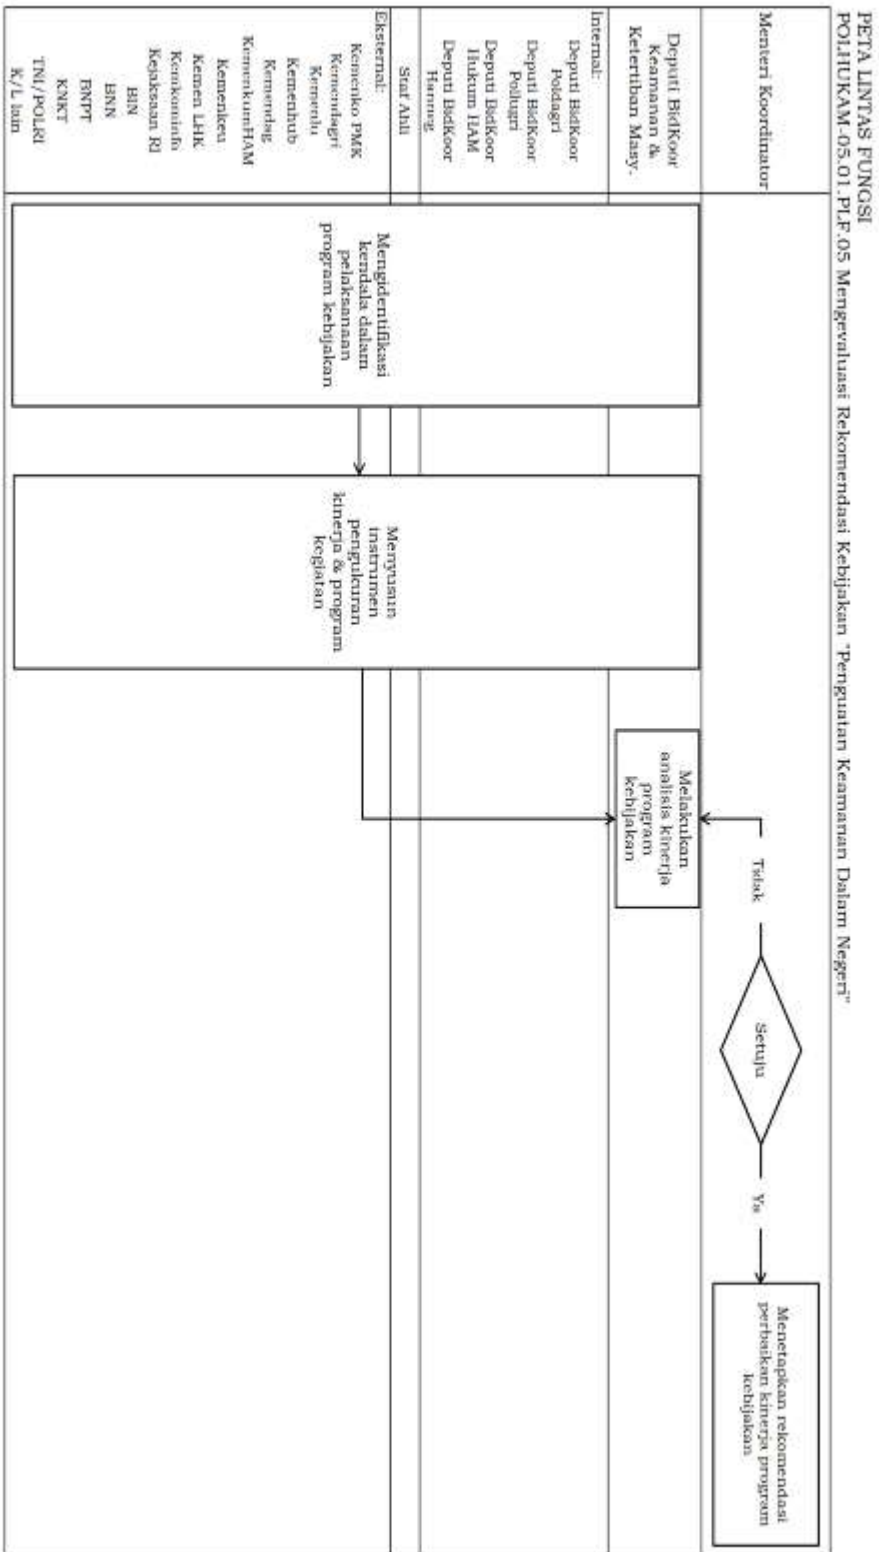 PETA LINTAS FUNGSI
POLHUKAM-05.01.PLF.05 Mengevaluasi Rekomendasi Kebijakan "Penguatan Keamanan Dalam Negeri"
Menteri Koordinator
Deputi BidKoor
Keamanan &
Ketertiban Masy.
Internal:
Deputi BidKoor
Poldagri
Deputi BidKoor
Pollugri
Deputi BidKoor
Hukum HAM
Deputi BidKoor
Hanneg
Staf Ahli
Eksternal:
Kemenko PMK
Kemendagri
Kemenlu
Kemenhub
Kemendag
KemenkumHAM
Kemenkeu
Kemen LHK
Kemkominfo
Kejaksaan RI
BIN
BNN
BNPT
KNKT
TNI/POLRI
K/L lain
Mengidentifikasi
kendala dalam
pelaksanaan
program kebijakan
Menyusun
instrumen
pengukuran
kinerja & program
kegiatan
Melakukan
analisis kinerja
program
kebijakan
Tidak
Setuju
Ya
Menetapkan rekomendasi
perbaikan kinerja program
kebijakan